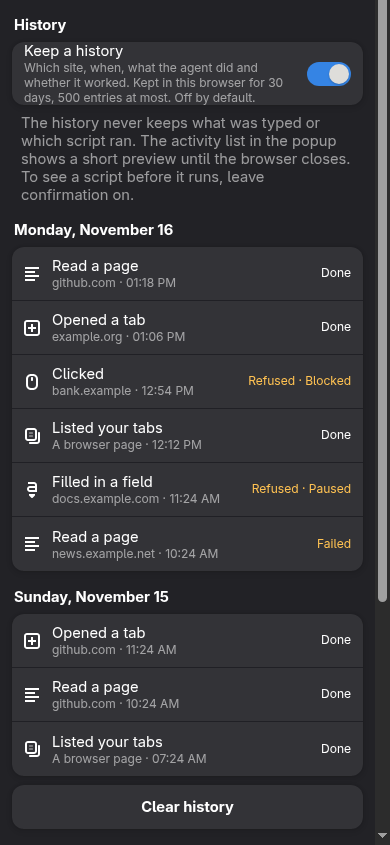 History
Keep a history
Which site, when, what the agent did and
whether it worked. Kept in this browser for 30
days, 500 entries at most. Off by default.
The history never keeps what was typed or
which script ran. The activity list in the popup
shows a short preview until the browser closes.
To see a script before it runs, leave
confirmation on.
Monday, November 16
Read a page
Done
github.com · 01:18 PM
Opened a tab
Done
example.org · 01:06 PM
Clicked
Refused · Blocked
bank.example · 12:54 PM
Listed your tabs
Done
A browser page · 12:12 PM
Filled in a field
Refused · Paused
docs.example.com · 11:24 AM
Read a page
Failed
news.example.net · 10:24 AM
Sunday, November 15
Opened a tab
Done
github.com · 11:24 AM
Read a page
Done
github.com · 10:24 AM
Listed your tabs
Done
A browser page · 07:24 AM
Clear history